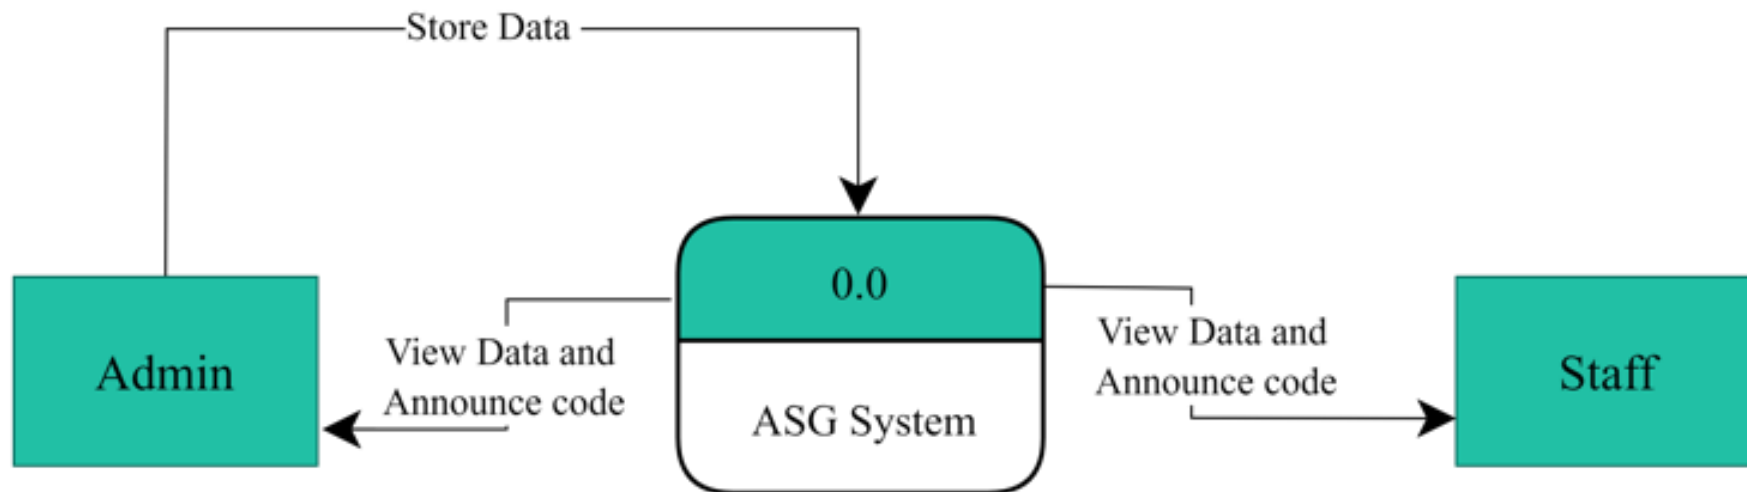 Store Data
0.0
View Data and
Announce code
View Data and
Announce code
Admin
ASG System
Staff